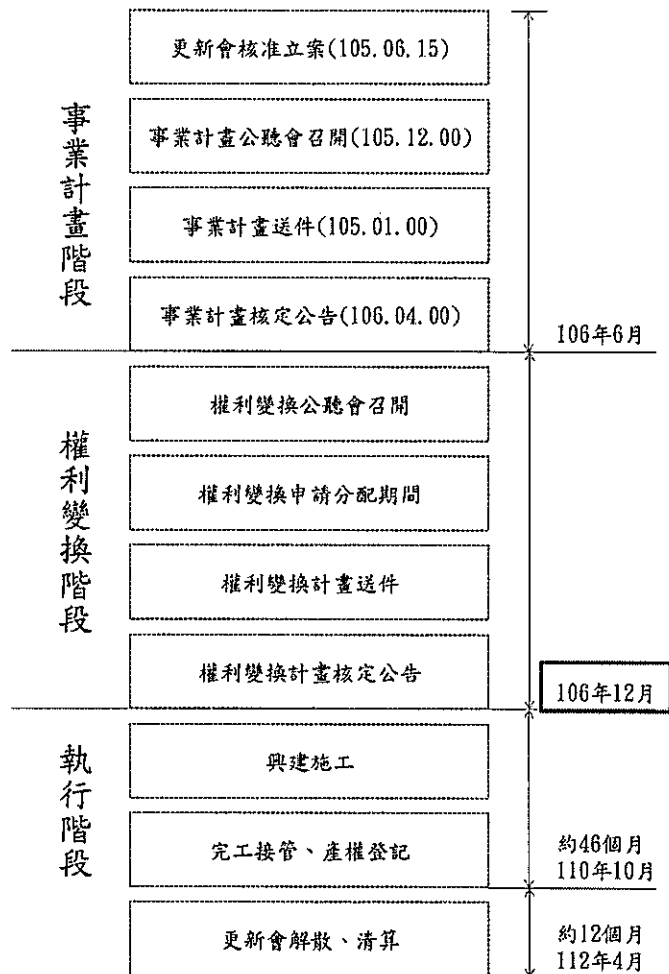 事業計畫階段
更新會核准立案(105.06.15)
事業計畫公聽會召開(105.12.00)
事業計畫送件(105.01.00)
事業計畫核定公告(106.04.00)
106年6月
權利變換階段
權利變換公聽會召開
權利變換申請分配期間
權利變換計畫送件
權利變換計畫核定公告
106年12月
執行階段
興建施工
完工接管、產權登記
約46個月
110年10月
更新會解散、清算
約12個月
112年4月